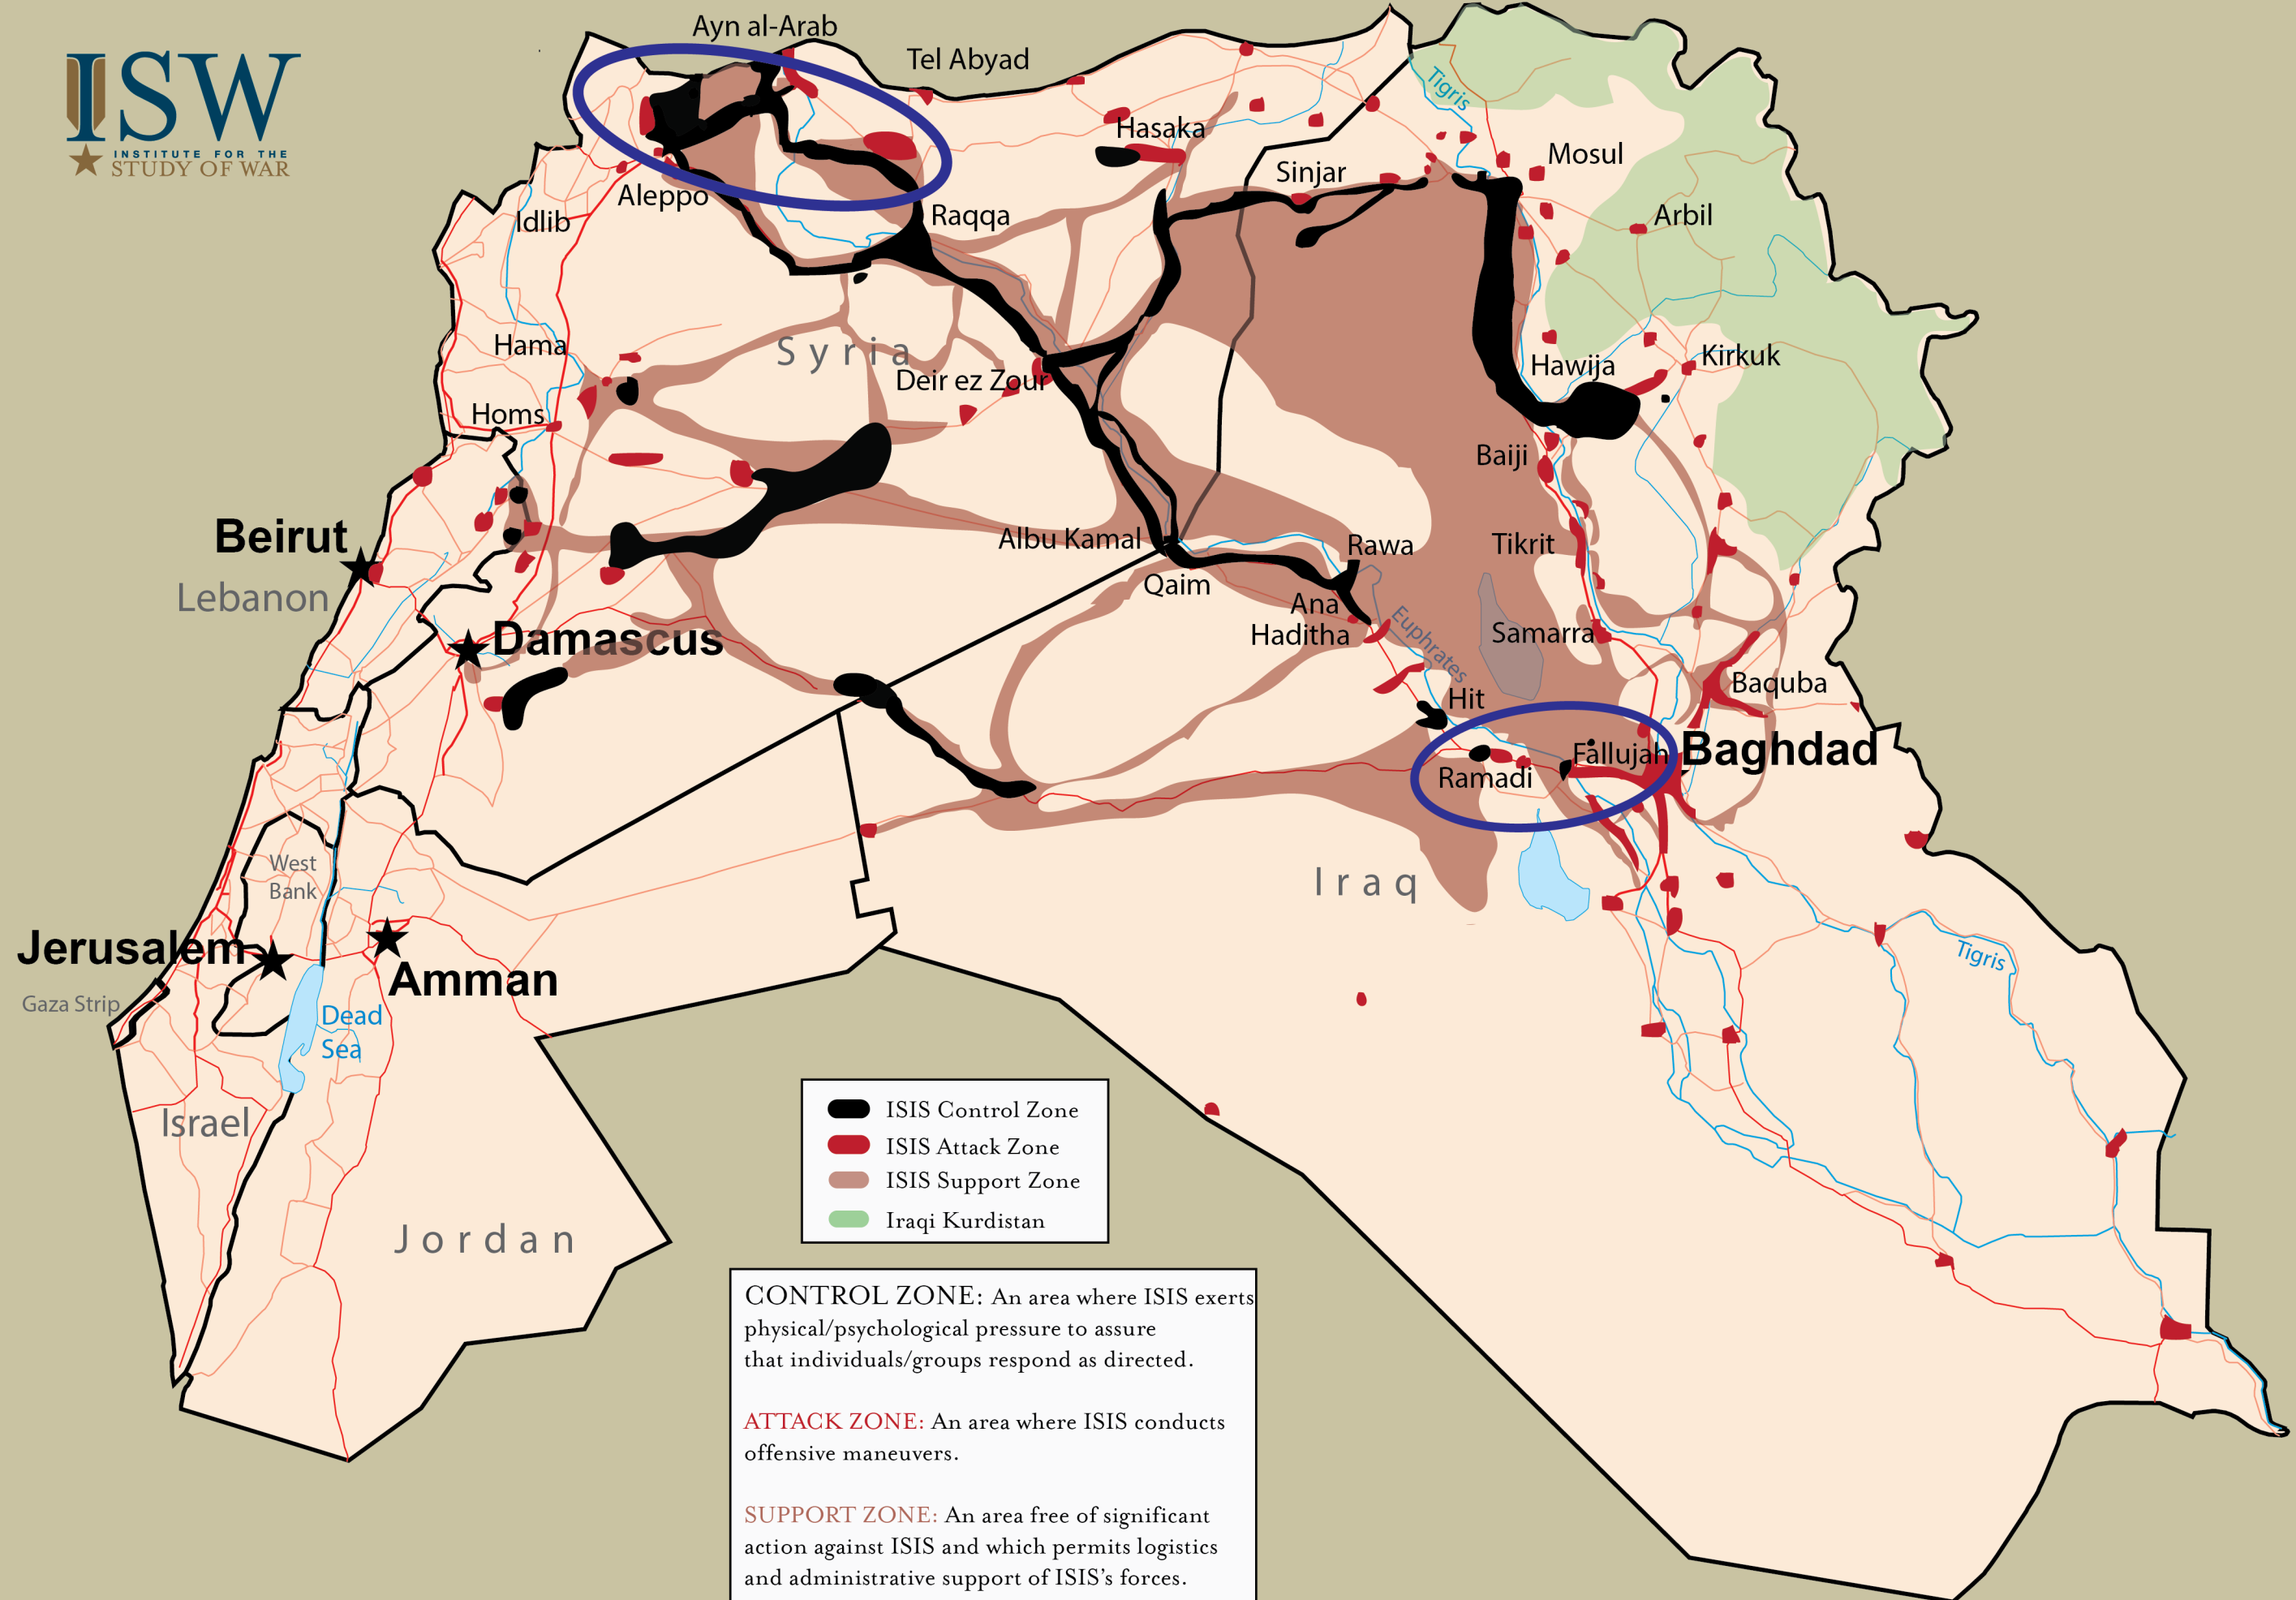 ISW
INSTITUTE FOR THE
STUDY OF WAR
Ayn al-Arab
Tel Abyad
Tigris
Hasaka
Mosul
Sinjar
Aleppo
Idlib
Raqqa
Arbil
Hama
Syria
Deir ez Zour
Hawija
Kirkuk
Homs
Baiji
Beirut
Albu Kamal
Rawa
Tikrit
Lebanon
Qaim
Ana
Haditha
Euphrates
Samarra
Damascus
Baquba
Hit
Fallujah
Baghdad
Ramadi
West
Bank
Iraq
Jerusalem
Amman
Tigris
Gaza Strip
Dead
Sea
Israel
Jordan
ISIS Control Zone
ISIS Attack Zone
ISIS Support Zone
Iraqi Kurdistan
CONTROL ZONE: An area where ISIS exerts
physical/psychological pressure to assure
that individuals/groups respond as directed.
ATTACK ZONE: An area where ISIS conducts
offensive maneuvers.
SUPPORT ZONE: An area free of significant
action against ISIS and which permits logistics
and administrative support of ISIS's forces.